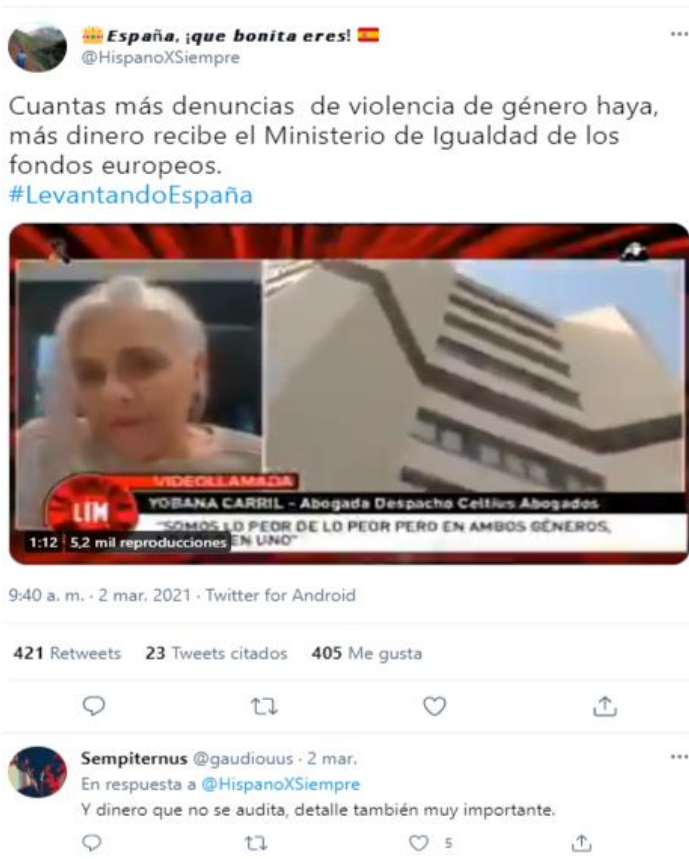 España, ¡que bonita eres!
@HispanoXSiempre
Cuantas más denuncias de violencia de género haya,
más dinero recibe el Ministerio de Igualdad de los
fondos europeos.
#LevantandoEspaña
VIDEOLLAMADA
LIM
YOBANA CARRIL - Abogada Despacho Celtius Abogados
"SOMOS LO PEOR DE LO PEOR PERO EN AMBOS GÉNEROS,
EN UNO"
1:12 5,2 mil reproducciones
9:40 a. m. · 2 mar. 2021 · Twitter for Android
421 Retweets 23 Tweets citados 405 Me gusta
Sempiternus @gaudiouus · 2 mar.
En respuesta a @HispanoXSiempre
Y dinero que no se audita, detalle también muy importante.
5